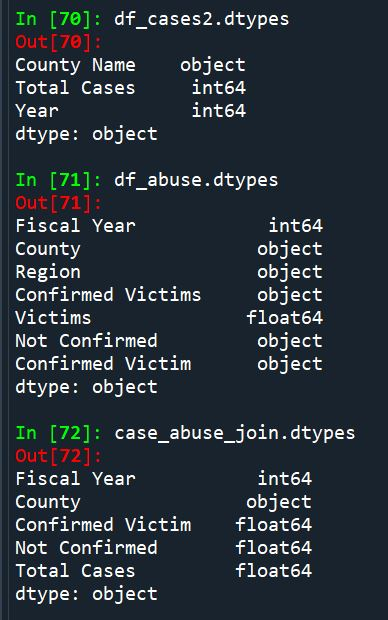 In [70]: df_cases2.dtypes
Out[70]:
County Name    object
Total Cases     int64
Year            int64
dtype: object
In [71]: df_abuse.dtypes
Out[71]:
Fiscal Year            int64
County                object
Region                object
Confirmed Victims     object
Victims              float64
Not Confirmed         object
Confirmed Victim      object
dtype: object
In [72]: case_abuse_join.dtypes
Out[72]:
Fiscal Year           int64
County               object
Confirmed Victim    float64
Not Confirmed       float64
Total Cases         float64
dtype: object